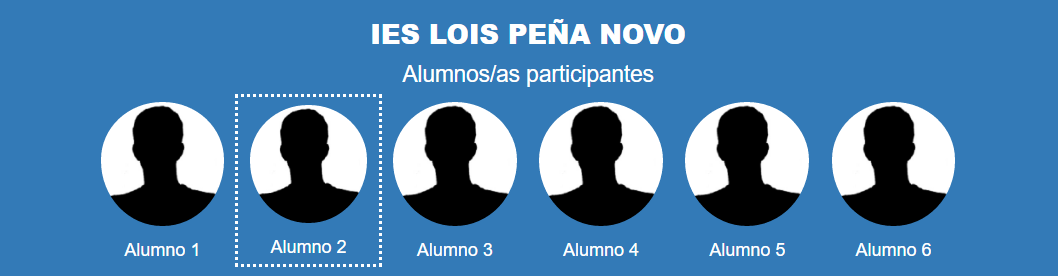 IES LOIS PEÑA NOVO
Alumnos/as participantes
Alumno 1 Alumno 2 Alumno 3 Alumno 4 Alumno 5 Alumno 6